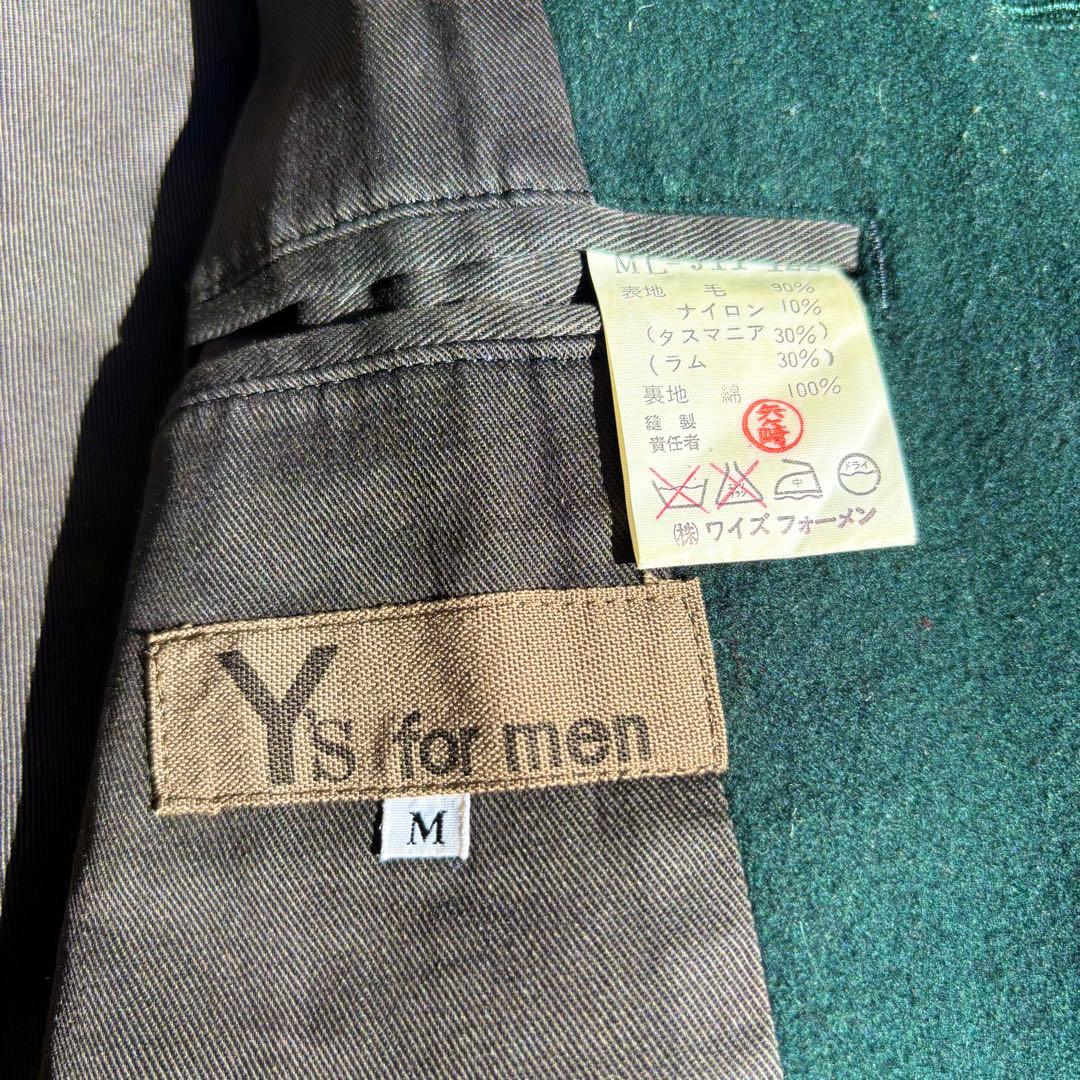 表地 毛 90%
ナイロン 10%
(タスマニア 30%)
(ラム 30%)
裏地 綿 100%
縫製
責任者
矢崎
中
ドライ
㈱ワイズフォーメン
Y's for men
M